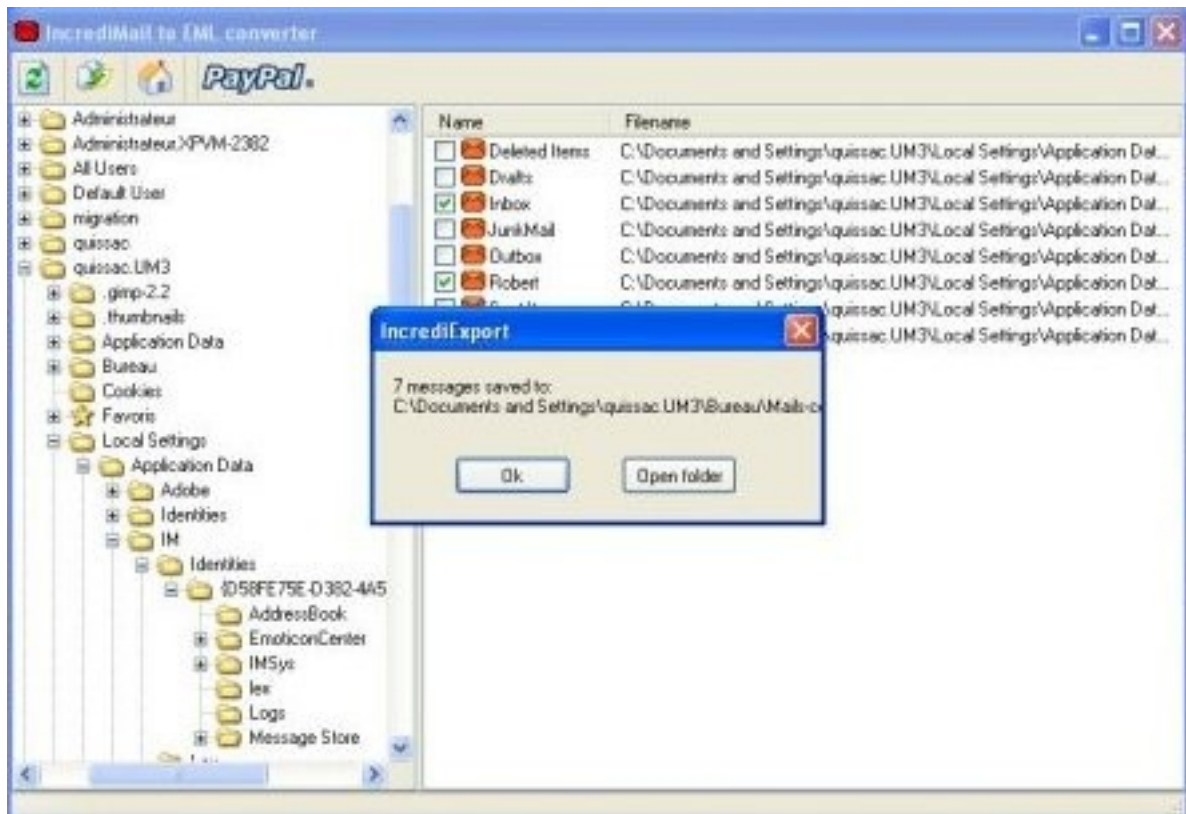 IncrediMail to EML converter
PayPal
Administrateur
Administrateur.XPVM-2382
All Users
Default User
migration
quissac
quissac.UM3
.gimp-2.2
.thumbnails
Application Data
Bureau
Cookies
Favoris
Local Settings
Application Data
Adobe
Identities
IM
Identities
{D58FE75E-D382-4A5
AddressBook
EmoticonCenter
IMSys
lex
Logs
Message Store
Name Filename
Deleted Items C:\Documents and Settings\quissac.UM3\Local Settings\Application Dat...
Drafts C:\Documents and Settings\quissac.UM3\Local Settings\Application Dat...
Inbox C:\Documents and Settings\quissac.UM3\Local Settings\Application Dat...
JunkMail C:\Documents and Settings\quissac.UM3\Local Settings\Application Dat...
Outbox C:\Documents and Settings\quissac.UM3\Local Settings\Application Dat...
Robert C:\Documents and Settings\quissac.UM3\Local Settings\Application Dat...
quissac.UM3\Local Settings\Application Dat...
quissac.UM3\Local Settings\Application Dat...
IncrediExport
7 messages saved to:
C:\Documents and Settings\quissac.UM3\Bureau\Mails-co
Ok Open folder